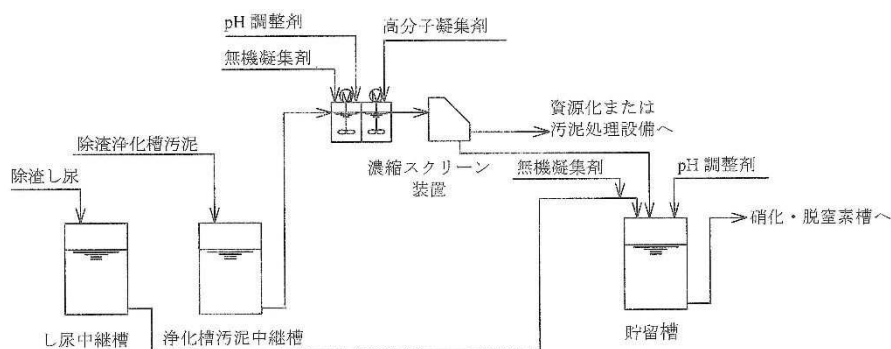 pH 調整剤
高分子凝集剤
無機凝集剤
資源化または
汚泥処理設備へ
除渣浄化槽汚泥
濃縮スクリーン
装置
無機凝集剤
pH 調整剤
除渣し尿
硝化・脱窒素槽へ
し尿中継槽
浄化槽汚泥中継槽
貯留槽